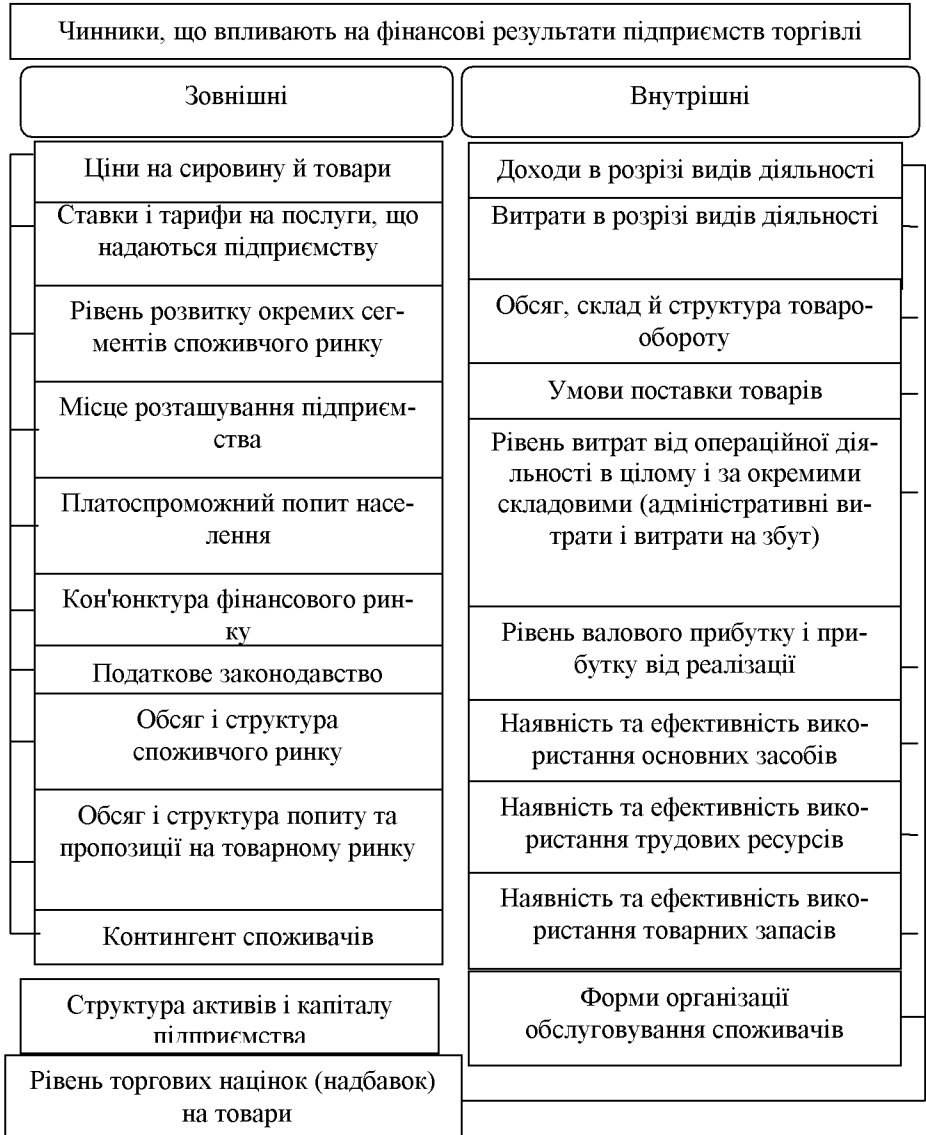 Чинники, що впливають на фінансові результати підприємств торгівлі
Зовнішні
Ціни на сировину й товари
Ставки і тарифи на послуги, що
надаються підприємству
Рівень розвитку окремих сег-
ментів споживчого ринку
Місце розташування підприєм-
ства
Платоспроможний попит насе-
лення
Кон'юнктура фінансового рин-
ку
Податкове законодавство
Обсяг і структура
споживчого ринку
Обсяг і структура попиту та
пропозиції на товарному ринку
Контингент споживачів
Структура активів і капіталу
підприємства
Рівень торгових націнок (надбавок)
на товари
Внутрішні
Доходи в розрізі видів діяльності
Витрати в розрізі видів діяльності
Обсяг, склад й структура товаро-
обороту
Умови поставки товарів
Рівень витрат від операційної дія-
льності в цілому і за окремими
складовими (адміністративні ви-
трати і витрати на збут)
Рівень валового прибутку і при-
бутку від реалізації
Наявність та ефективність вико-
ристання основних засобів
Наявність та ефективність вико-
ристання трудових ресурсів
Наявність та ефективність вико-
ристання товарних запасів
Форми організації
обслуговування споживачів